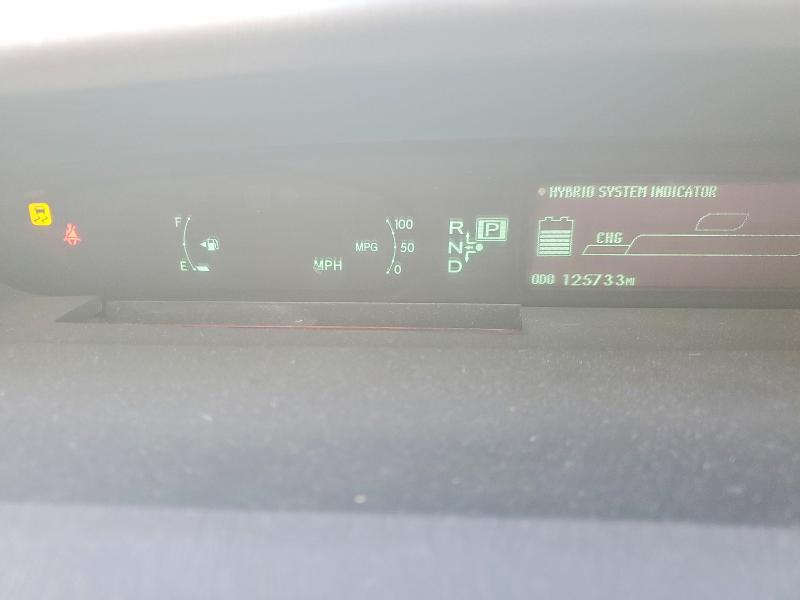 HYBRID SYSTEM INDICATOR
F
E
MPH
MPG
100
50
0
R
N
D
P
CHG
ODO 125733MI